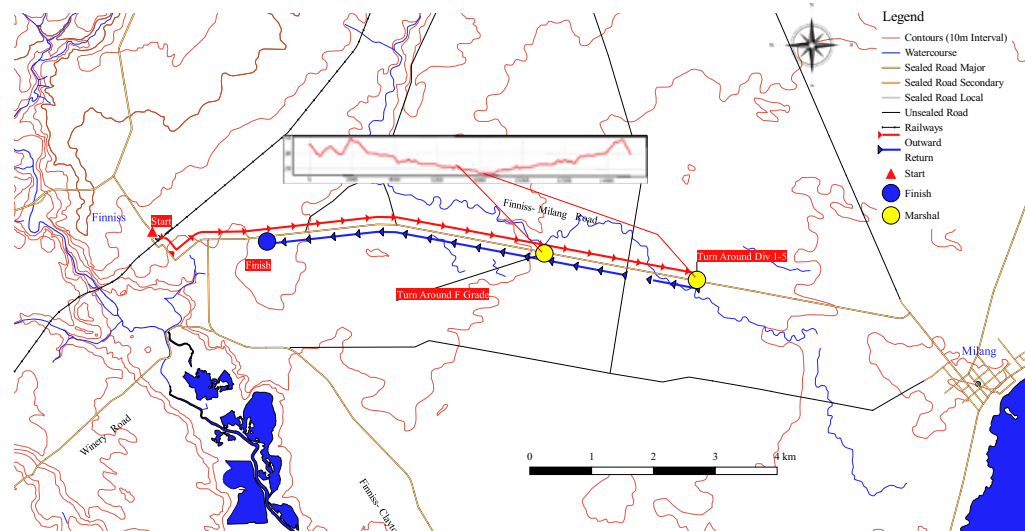 Legend
Contours (10m Interval)
Watercourse
Sealed Road Major
Sealed Road Secondary
Sealed Road Local
Unsealed Road
Railways
Outward
Return
Start
Finish
Marshal
Finniss- Milang Road
Finniss
Start
Finish
Turn Around Div 1-5
Turn Around F Grade
Milang
Winery Road
0 1 2 3 4 km